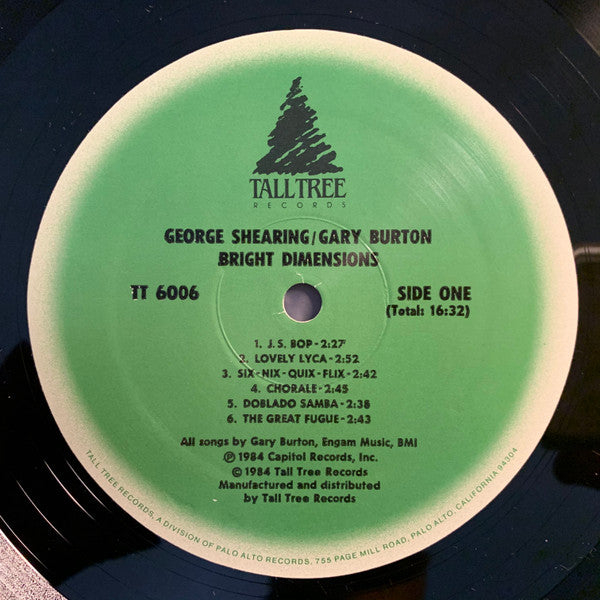 TALL TREE
RECORDS
GEORGE SHEARING/GARY BURTON
BRIGHT DIMENSIONS
TT 6006
SIDE ONE
(Total: 16:32)
1. J.S. BOP-2:27
2. LOVELY LYCA-2:52
3. SIX-NIX-QUIX-FLIX-2:42
4. CHORALE-2:45
5. DOBLADO SAMBA-2:38
6. THE GREAT FUGUE-2:43
All songs by Gary Burton, Engam Music, BMI
℗ 1984 Capitol Records, Inc.
© 1984 Tall Tree Records
Manufactured and distributed
by Tall Tree Records
TALL TREE RECORDS, A DIVISION OF PALO ALTO RECORDS. 755 PAGE MILL ROAD, PALO ALTO, CALIFORNIA 94304